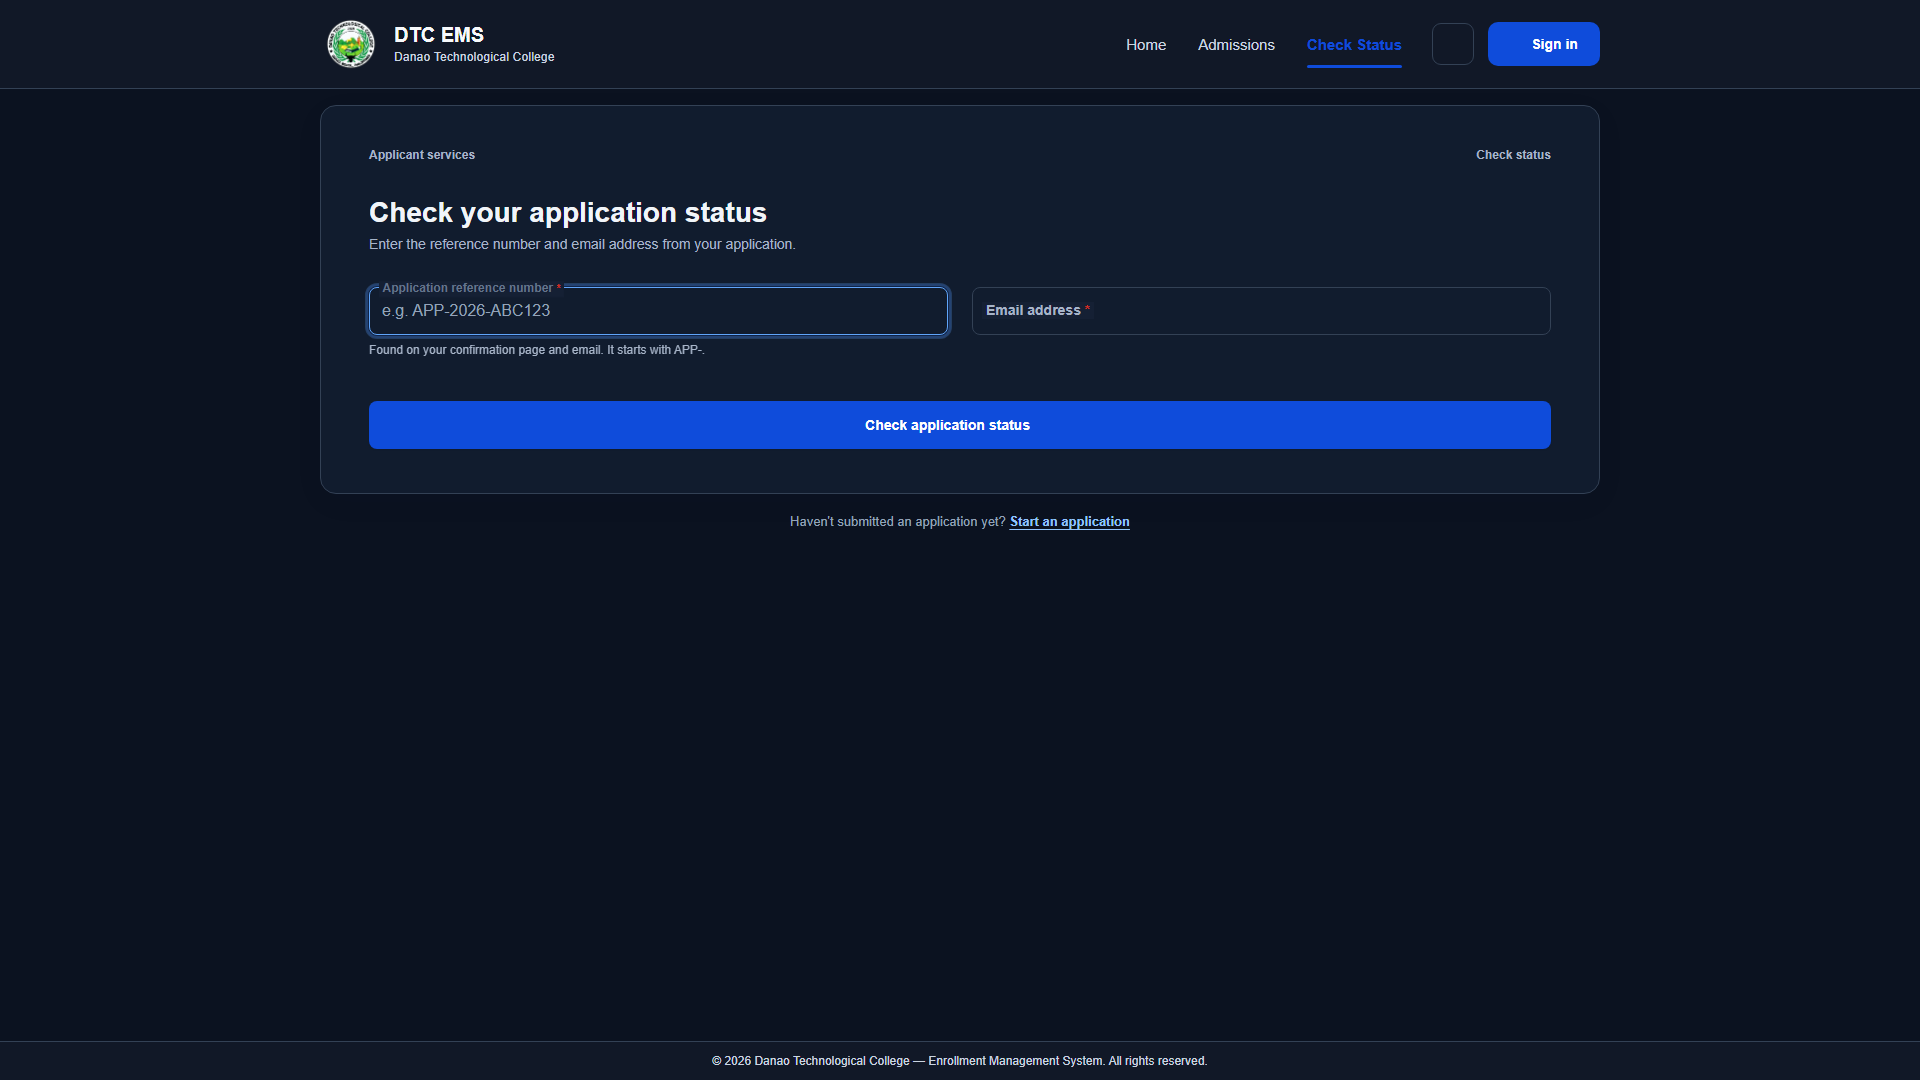 DTC EMS
Danao Technological College
Home
Admissions
Check Status
Sign in
Applicant services
Check status
Check your application status
Enter the reference number and email address from your application.
Application reference number *
e.g. APP-2026-ABC123
Email address *
Found on your confirmation page and email. It starts with APP-.
Check application status
Haven't submitted an application yet? Start an application
© 2026 Danao Technological College — Enrollment Management System. All rights reserved.